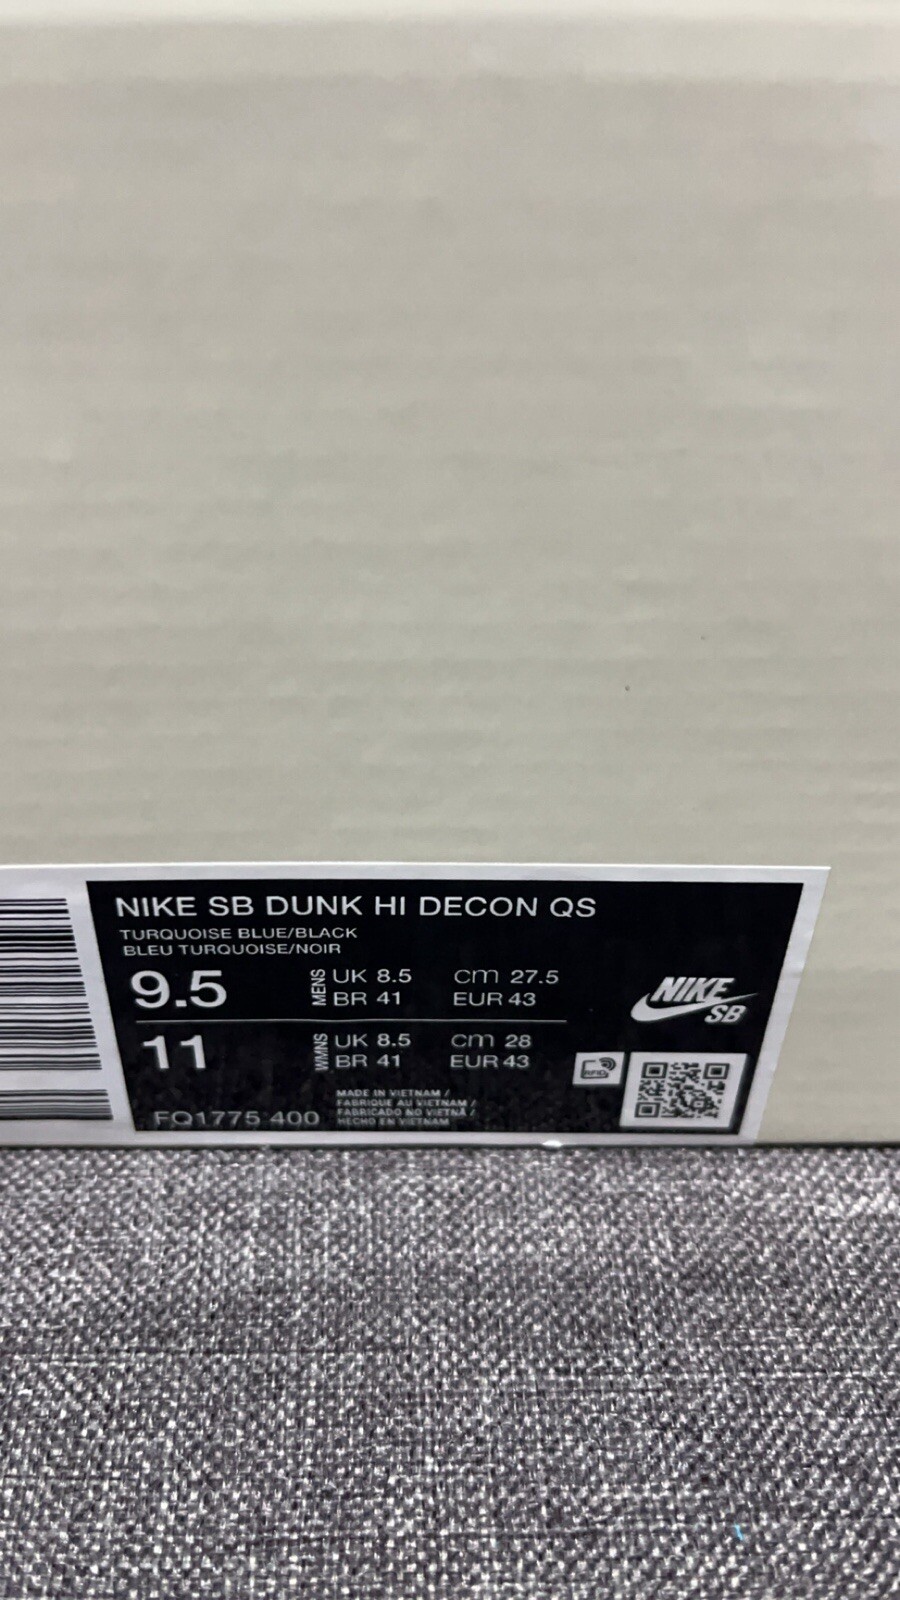 NIKE SB DUNK HI DECON QS
TURQUOISE BLUE/BLACK
BLEU TURQUOISE/NOIR
9.5 MENS UK 8.5 cm 27.5
BR 41 EUR 43
11 WMNS UK 8.5 cm 28
BR 41 EUR 43
NIKE
SB
RFID
FQ1775 400
MADE IN VIETNAM /
FABRIQUE AU VIETNAM /
FABRICADO NO VIETNÃ /
HECHO EN VIETNAM